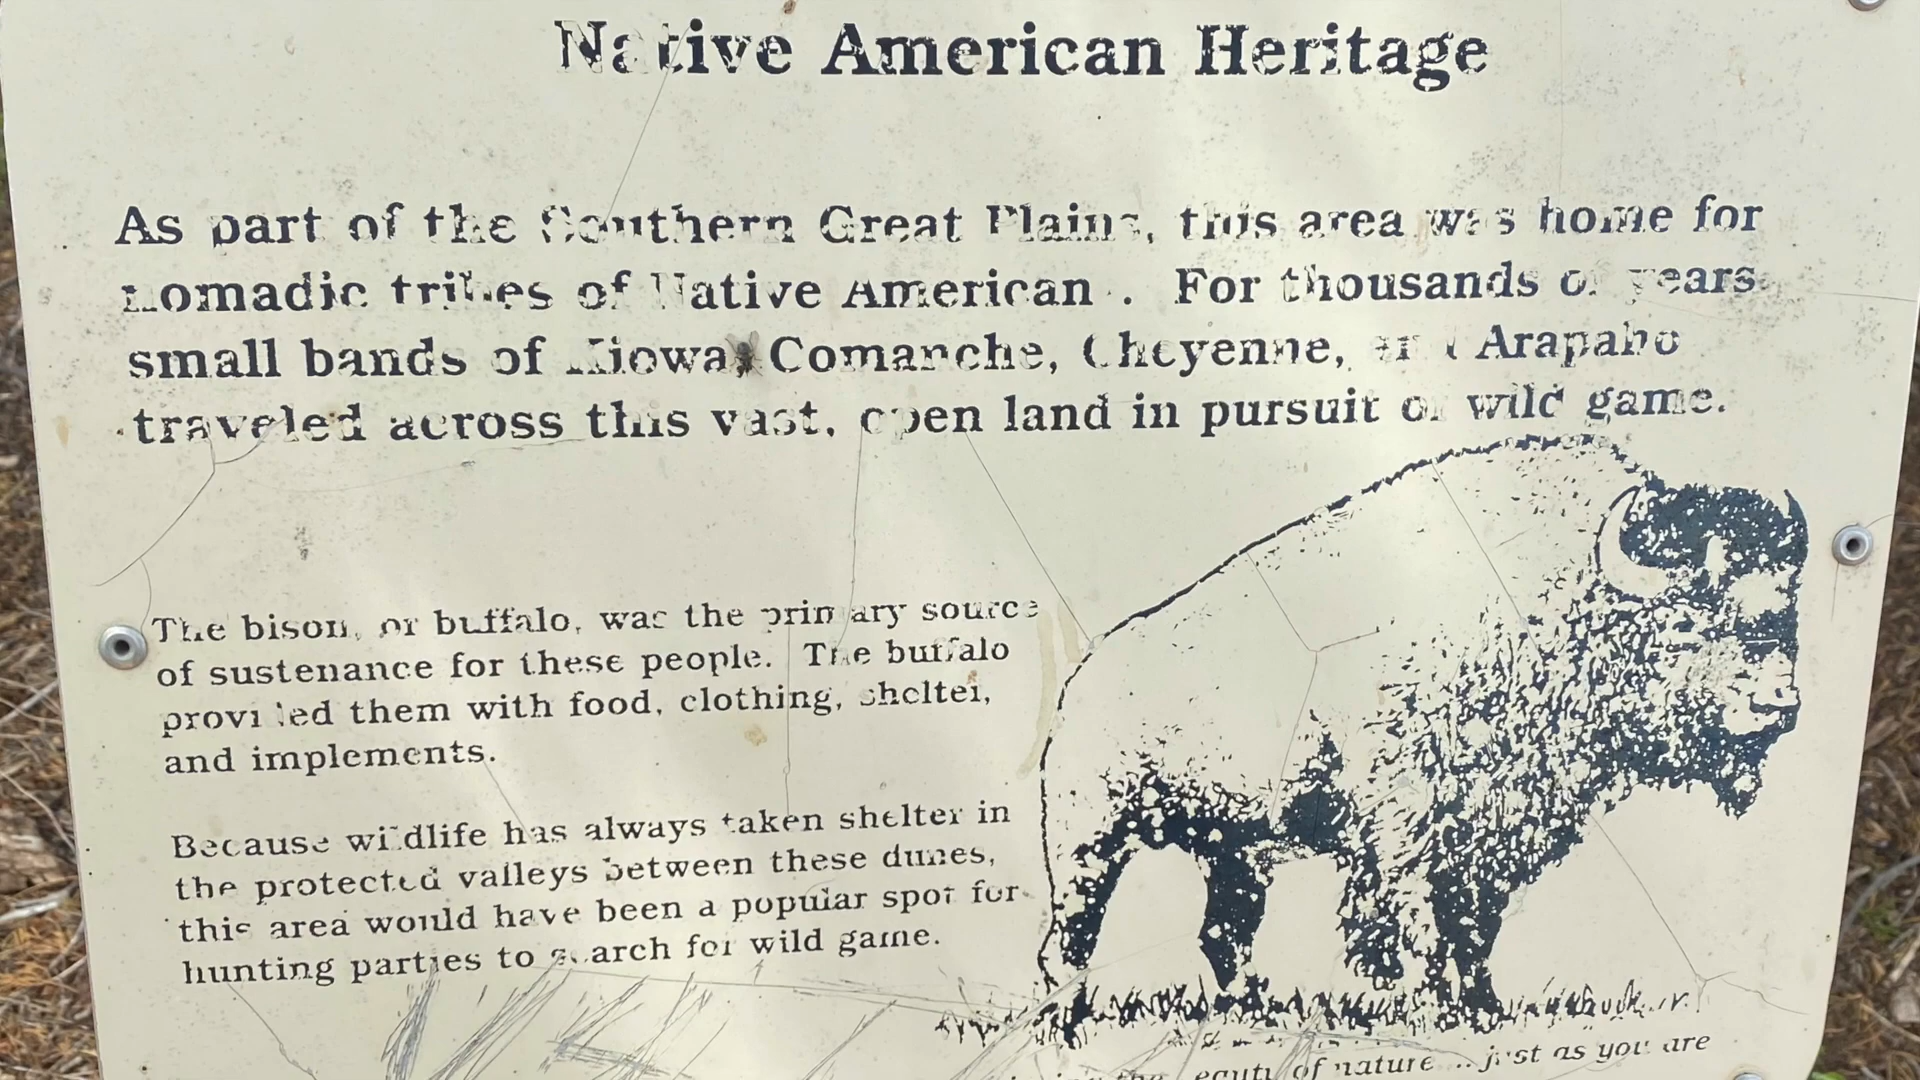 Native American Heritage
As part of the Southern Great Plains, this area was home for
nomadic tribes of Native American . For thousands of years
small bands of Kiowa, Comanche, Cheyenne, and Arapaho
traveled across this vast, open land in pursuit of wild game.
The bison, or buffalo, was the primary source
of sustenance for these people. The buffalo
provided them with food, clothing, shelter,
and implements.
Because wildlife has always taken shelter in
the protected valleys between these dunes,
this area would have been a popular spot for
hunting parties to search for wild game.
the beauty of nature... just as you are